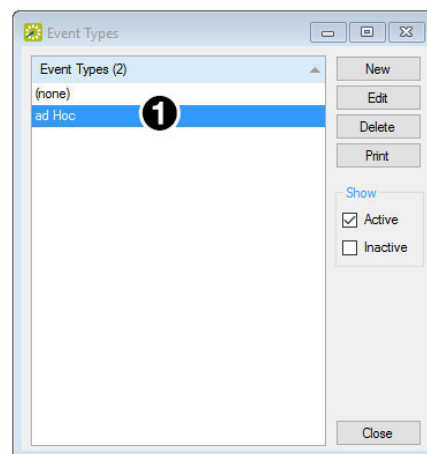 Event Types
Event Types (2)
(none)
ad Hoc
1
New
Edit
Delete
Print
Show
Active
Inactive
Close